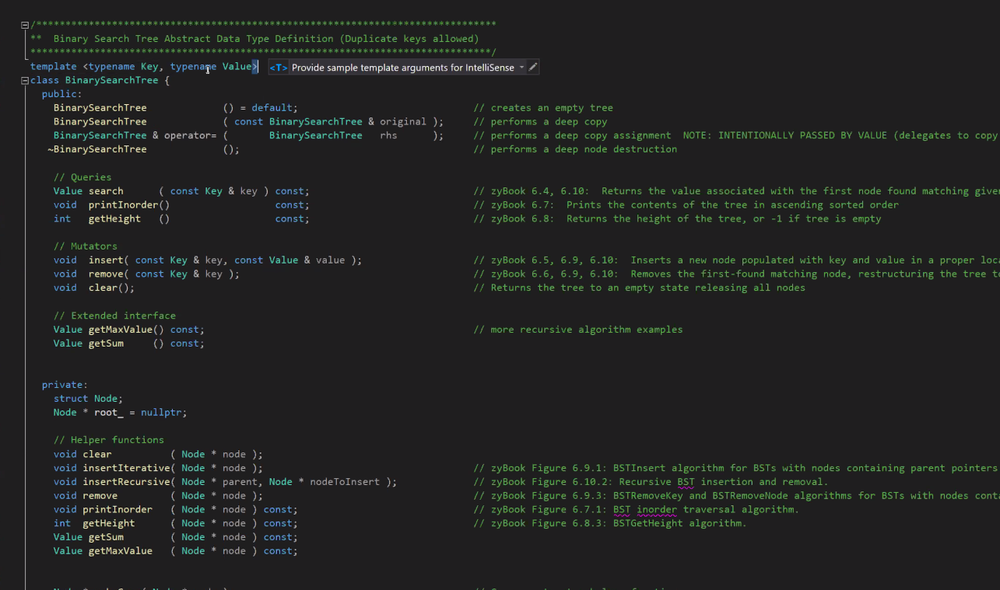 /******************************************************************************
**  Binary Search Tree Abstract Data Type Definition (Duplicate keys allowed)
*******************************************************************************/
template <typename Key, typename Value> <T> Provide sample template arguments for IntelliSense
class BinarySearchTree {
public:
BinarySearchTree () = default; // creates an empty tree
BinarySearchTree ( const BinarySearchTree & original ); // performs a deep copy
BinarySearchTree & operator= ( BinarySearchTree rhs ); // performs a deep copy assignment  NOTE: INTENTIONALLY PASSED BY VALUE (delegates to copy
~BinarySearchTree (); // performs a deep node destruction
// Queries
Value search ( const Key & key ) const; // zyBook 6.4, 6.10:  Returns the value associated with the first node found matching give
void printInorder() const; // zyBook 6.7:  Prints the contents of the tree in ascending sorted order
int getHeight () const; // zyBook 6.8:  Returns the height of the tree, or -1 if tree is empty
// Mutators
void insert( const Key & key, const Value & value ); // zyBook 6.5, 6.9, 6.10:  Inserts a new node populated with key and value in a proper loc
void remove( const Key & key ); // zyBook 6.6, 6.9, 6.10:  Removes the first-found matching node, restructuring the tree t
void clear(); // Returns the tree to an empty state releasing all nodes
// Extended interface
Value getMaxValue() const; // more recursive algorithm examples
Value getSum () const;
private:
struct Node;
Node * root_ = nullptr;
// Helper functions
void clear ( Node * node );
void insertIterative( Node * node ); // zyBook Figure 6.9.1: BSTInsert algorithm for BSTs with nodes containing parent pointers
void insertRecursive( Node * parent, Node * nodeToInsert ); // zyBook Figure 6.10.2: Recursive BST insertion and removal.
void remove ( Node * node ); // zyBook Figure 6.9.3: BSTRemoveKey and BSTRemoveNode algorithms for BSTs with nodes conta
void printInorder ( Node * node ) const; // zyBook Figure 6.7.1: BST inorder traversal algorithm.
int getHeight ( Node * node ) const; // zyBook Figure 6.8.3: BSTGetHeight algorithm.
Value getSum ( Node * node ) const;
Value getMaxValue ( Node * node ) const;